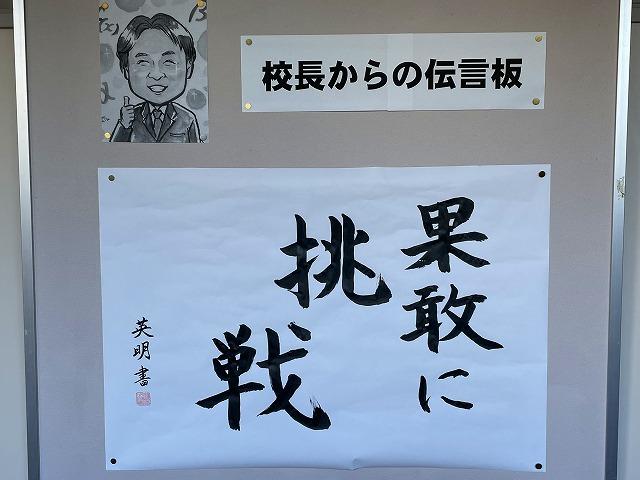 校長からの伝言板
果敢に
挑
戦
英明書